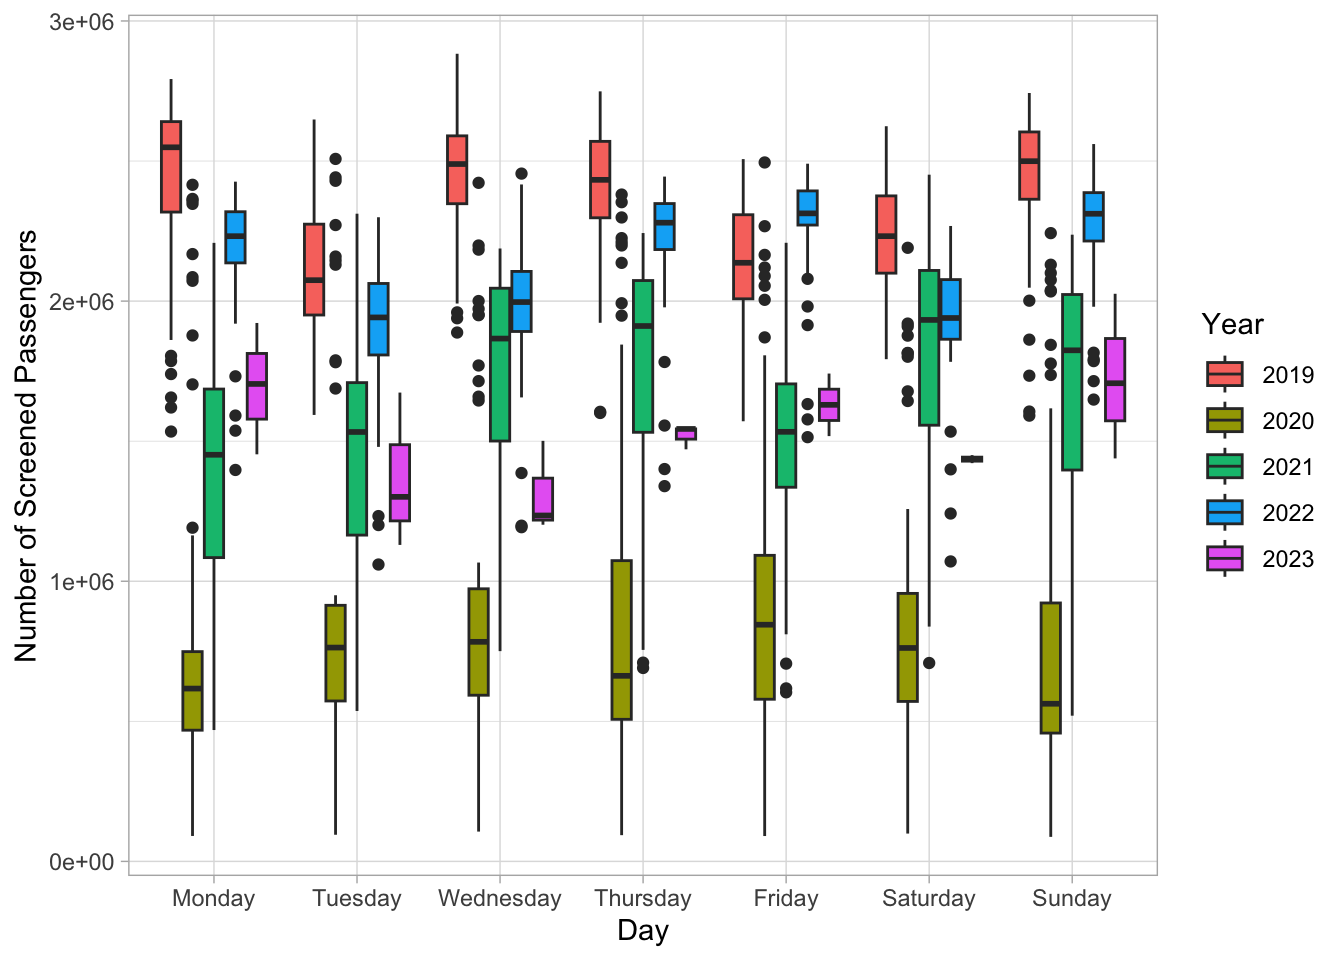 Number of Screened Passengers
3e+06
2e+06
1e+06
0e+00
Monday
Tuesday
Wednesday
Thursday
Friday
Saturday
Sunday
Day
Year
2019
2020
2021
2022
2023